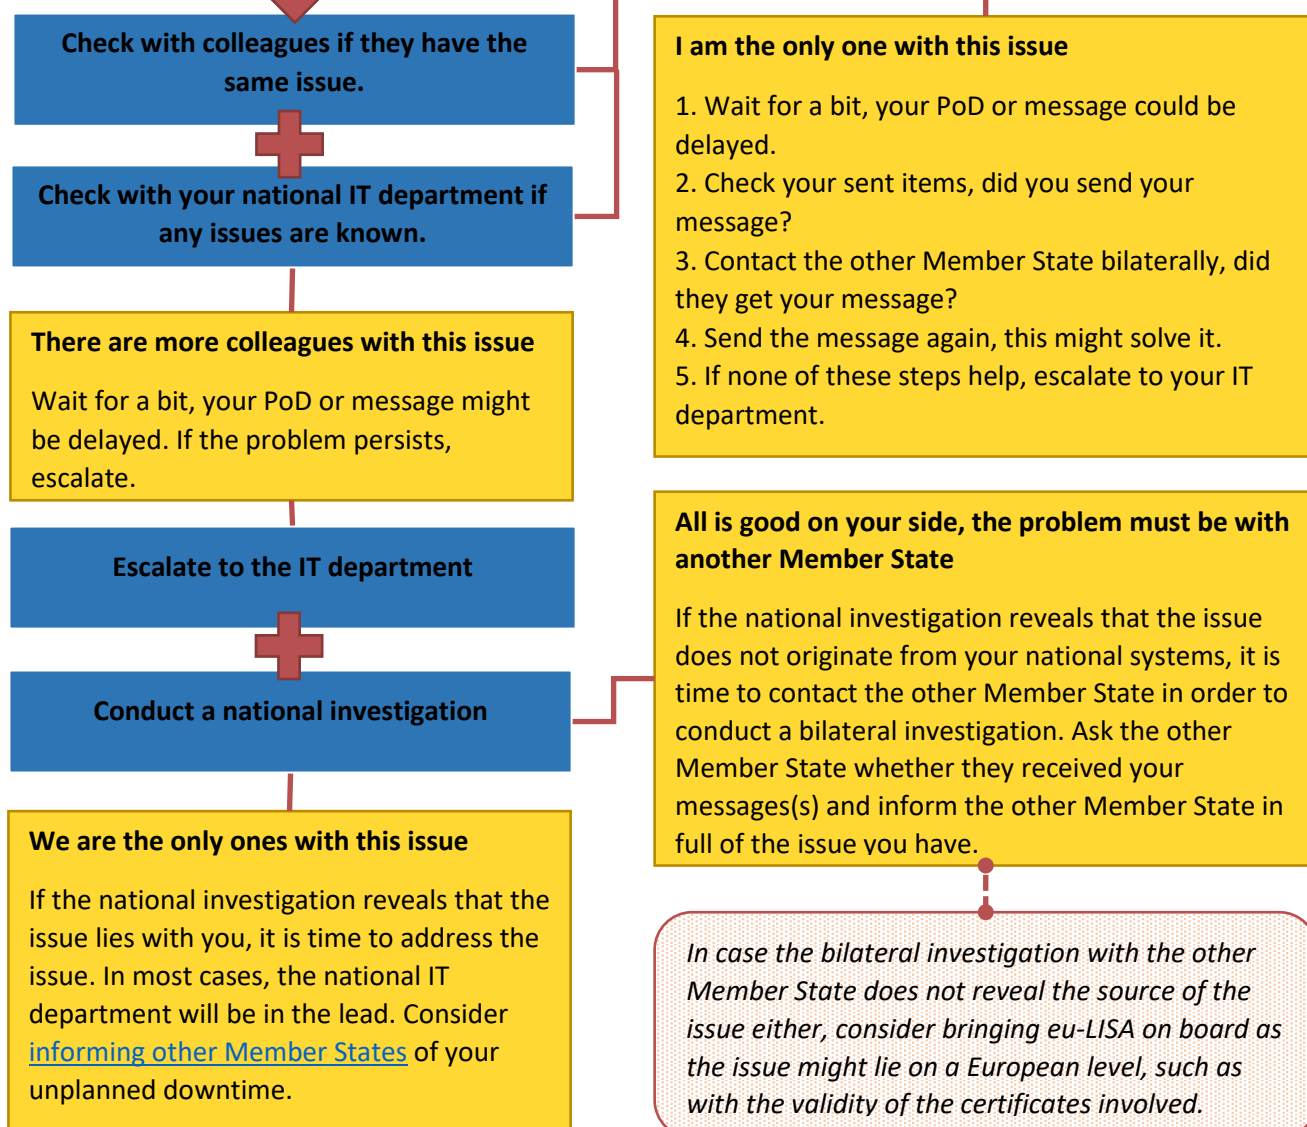 Check with colleagues if they have the
same issue.
Check with your national IT department if
any issues are known.
There are more colleagues with this issue
Wait for a bit, your PoD or message might
be delayed. If the problem persists,
escalate.
Escalate to the IT department
Conduct a national investigation
We are the only ones with this issue
If the national investigation reveals that the
issue lies with you, it is time to address the
issue. In most cases, the national IT
department will be in the lead. Consider
informing other Member States of your
unplanned downtime.
I am the only one with this issue
1. Wait for a bit, your PoD or message could be
delayed.
2. Check your sent items, did you send your
message?
3. Contact the other Member State bilaterally, did
they get your message?
4. Send the message again, this might solve it.
5. If none of these steps help, escalate to your IT
department.
All is good on your side, the problem must be with
another Member State
If the national investigation reveals that the issue
does not originate from your national systems, it is
time to contact the other Member State in order to
conduct a bilateral investigation. Ask the other
Member State whether they received your
messages(s) and inform the other Member State in
full of the issue you have.
In case the bilateral investigation with the other
Member State does not reveal the source of the
issue either, consider bringing eu-LISA on board as
the issue might lie on a European level, such as
with the validity of the certificates involved.